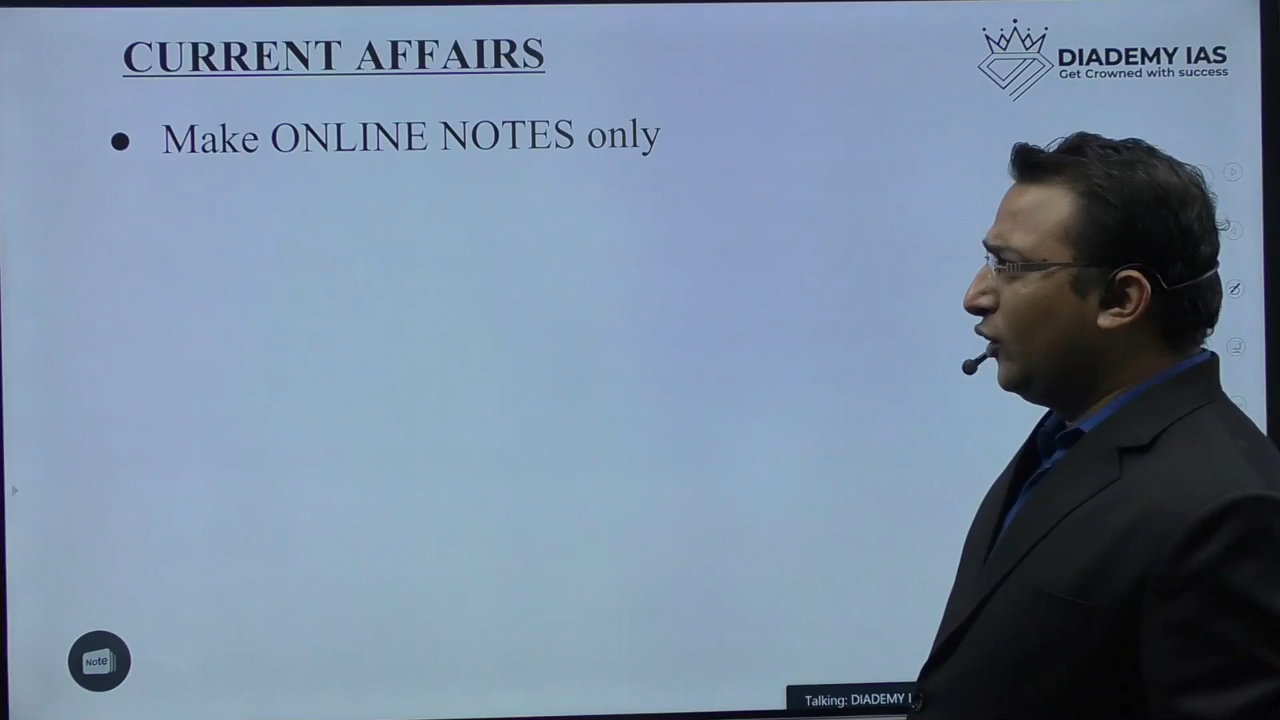 CURRENT AFFAIRS
DIADEMY IAS
Get Crowned with success
● Make ONLINE NOTES only
Note
Talking: DIADEMY I